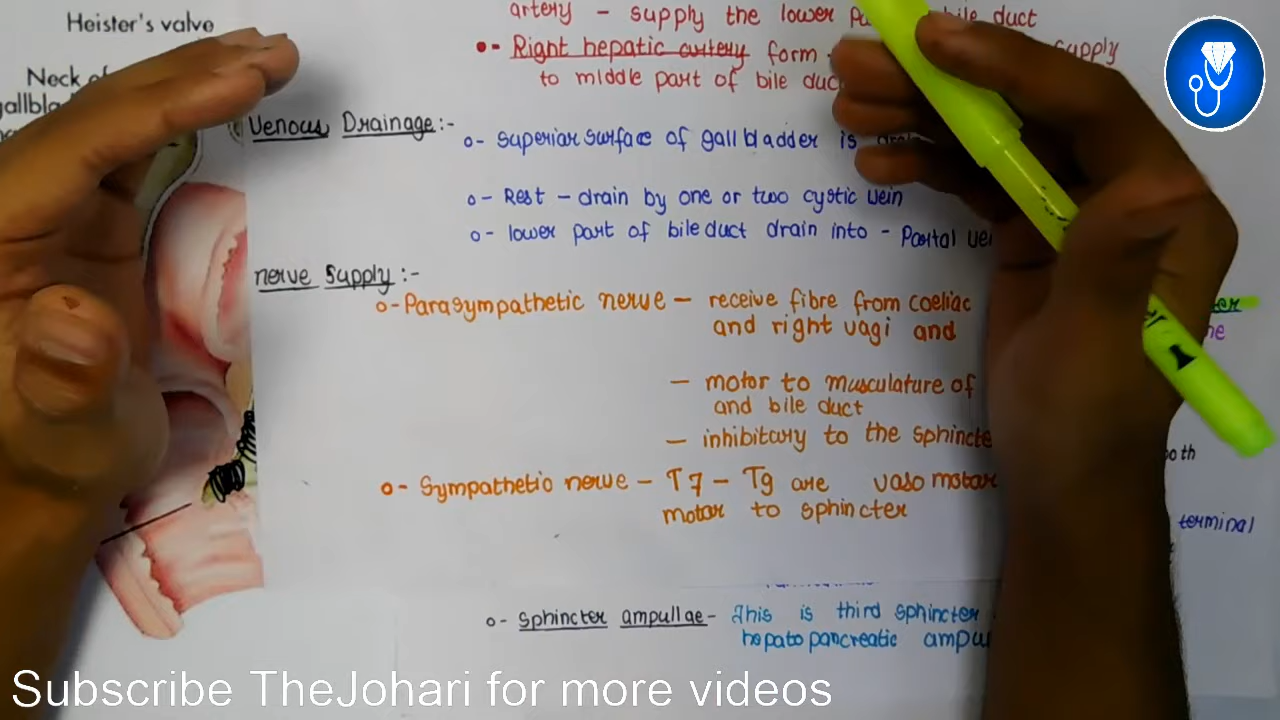 Heister's valve
Neck of
artery - supply the lower bile duct
•- Right hepatic artery form supply
to middle part of bile duc
Venous Drainage:-
o- superior surface of gall bladder is
o- Rest - drain by one or two cystic vein
o- lower part of bile duct drain into - Portal
nerve supply:-
o- Parasympathetic nerve - receive fibre from coeliac
and right vagi and
- motor to musculature of
and bile duct
- inhibitary to the sphincte
o- Sympathetic nerve - T7 - T9 are vaso motor
motor to sphincter
terminal
o- sphincter ampullae - This is third sphincter
hepato pancreatic ampu
Subscribe TheJohari for more videos